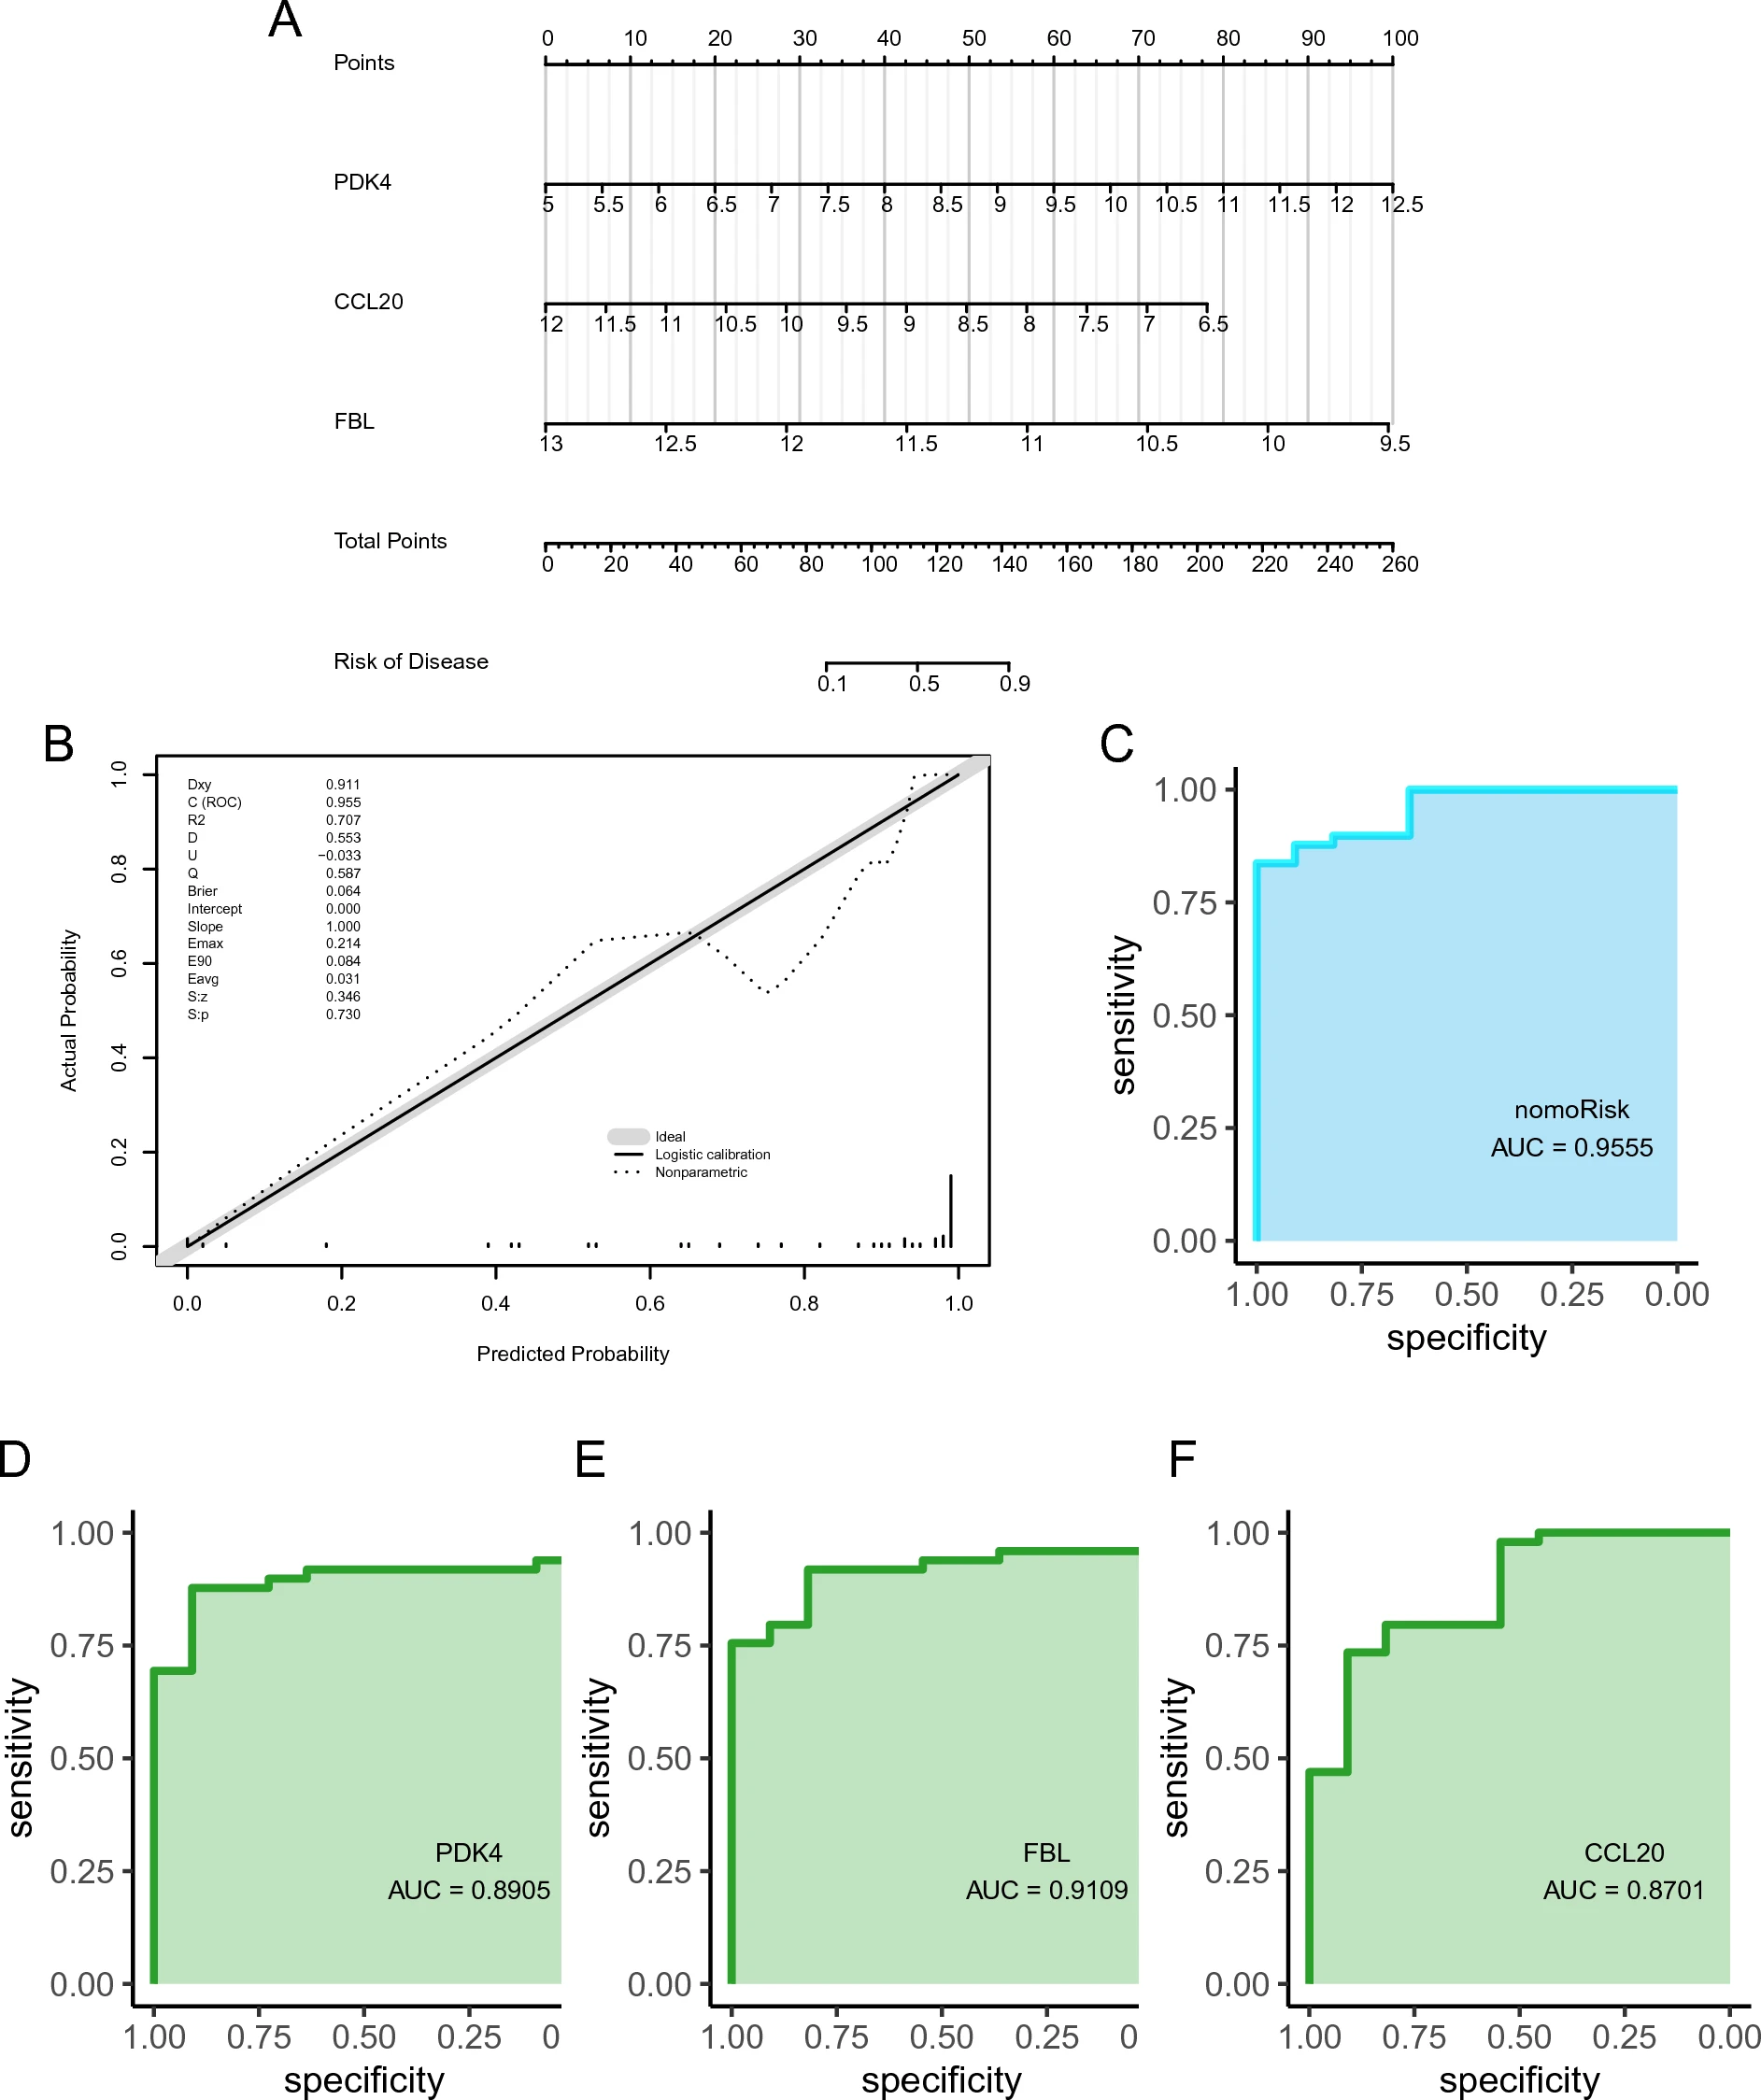 A
0 10 20 30 40 50 60 70 80 90 100
Points
PDK4
5 5.5 6 6.5 7 7.5 8 8.5 9 9.5 10 10.5 11 11.5 12 12.5
CCL20
12 11.5 11 10.5 10 9.5 9 8.5 8 7.5 7 6.5
FBL
13 12.5 12 11.5 11 10.5 10 9.5
Total Points
0 20 40 60 80 100 120 140 160 180 200 220 240 260
Risk of Disease
0.1 0.5 0.9
B
Dxy 0.911
C (ROC) 0.955
R2 0.707
D 0.553
U −0.033
Q 0.587
Brier 0.064
Intercept 0.000
Slope 1.000
Emax 0.214
E90 0.084
Eavg 0.031
S:z 0.346
S:p 0.730
1.0
0.8
0.6
0.4
0.2
0.0
Actual Probability
Ideal
Logistic calibration
Nonparametric
0.0 0.2 0.4 0.6 0.8 1.0
Predicted Probability
C
1.00
0.75
0.50
0.25
0.00
sensitivity
nomoRisk
AUC = 0.9555
1.00 0.75 0.50 0.25 0.00
specificity
D
1.00
0.75
0.50
0.25
0.00
sensitivity
PDK4
AUC = 0.8905
1.00 0.75 0.50 0.25 0
specificity
E
1.00
0.75
0.50
0.25
0.00
sensitivity
FBL
AUC = 0.9109
1.00 0.75 0.50 0.25 0
specificity
F
1.00
0.75
0.50
0.25
0.00
sensitivity
CCL20
AUC = 0.8701
1.00 0.75 0.50 0.25 0.00
specificity